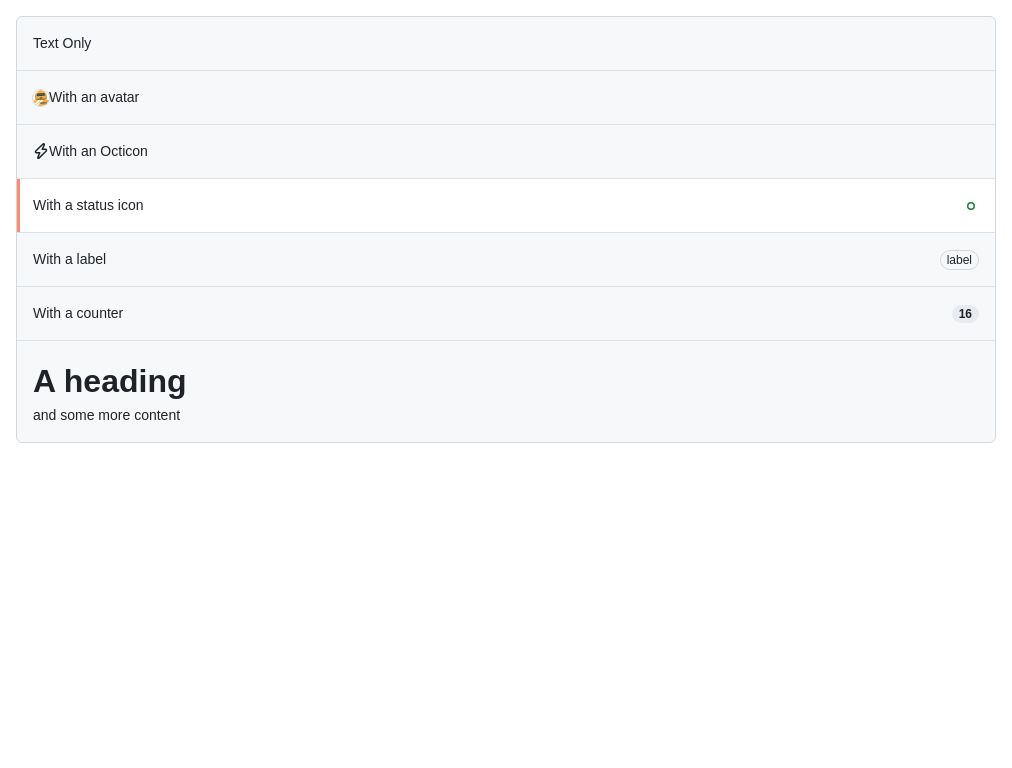 Text Only
With an avatar
With an Octicon
With a status icon
With a label
label
With a counter
16
A heading
and some more content